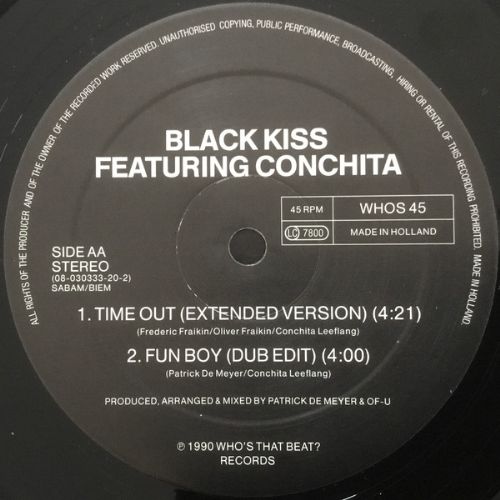 ALL RIGHTS OF THE PRODUCER AND OF THE OWNER OF THE RECORDED WORK RESERVED. UNAUTHORISED COPYING, PUBLIC PERFORMANCE, BROADCASTING, HIRING OR RENTAL OF THIS RECORDING PROHIBITED. MADE IN HOLLAND.
BLACK KISS
FEATURING CONCHITA
45 RPM WHOS 45
LC 7800 MADE IN HOLLAND
SIDE AA
STEREO
(08-030333-20-2)
SABAM/BIEM
1. TIME OUT (EXTENDED VERSION) (4:21)
(Frederic Fraikin/Oliver Fraikin/Conchita Leeflang)
2. FUN BOY (DUB EDIT) (4:00)
(Patrick De Meyer/Conchita Leeflang)
PRODUCED, ARRANGED & MIXED BY PATRICK DE MEYER & OF-U
℗ 1990 WHO'S THAT BEAT?
RECORDS